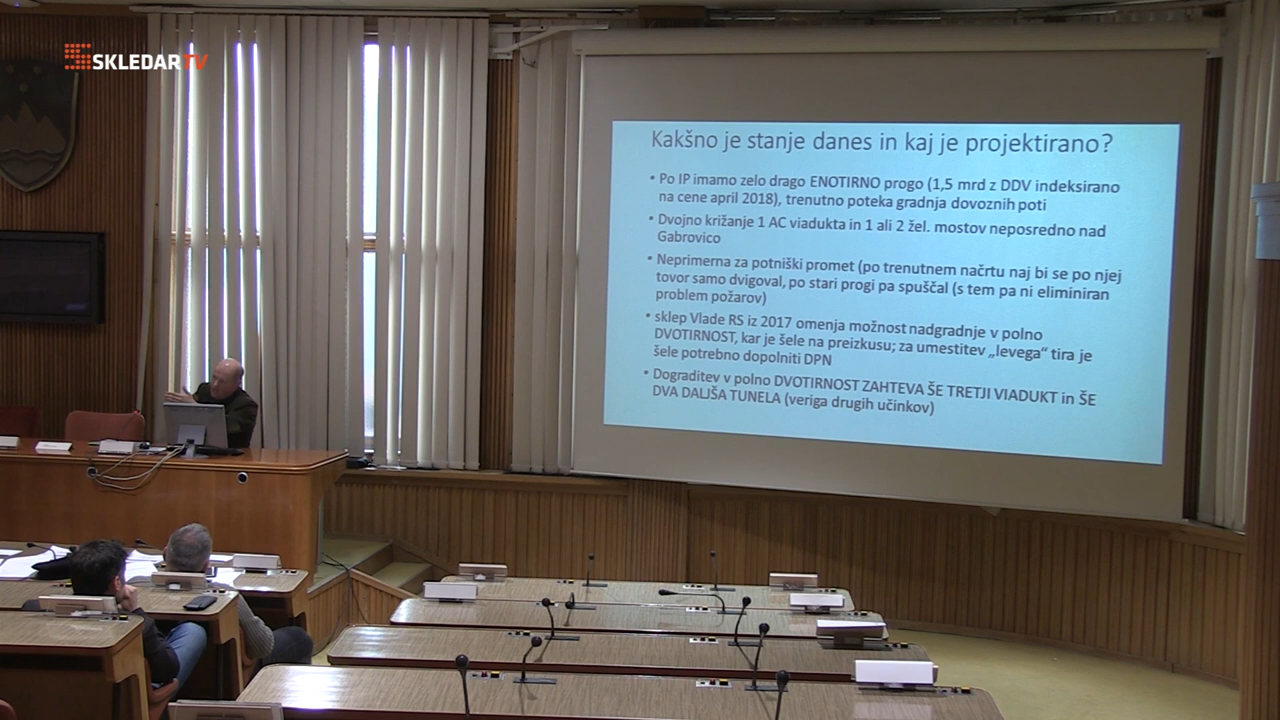 SKLEDARTV
Kakšno je stanje danes in kaj je projektirano?
• Po IP imamo zelo drago ENOTIRNO progo (1,5 mrd z DDV indeksirano
na cene april 2018), trenutno poteka gradnja dovoznih poti
• Dvojno križanje 1 AC viadukta in 1 ali 2 žel. mostov neposredno nad
Gabrovico
• Neprimerna za potniški promet (po trenutnem načrtu naj bi se po njej
tovor samo dvigoval, po stari progi pa spuščal (s tem pa ni eliminiran
problem požarov)
• sklep Vlade RS iz 2017 omenja možnost nadgradnje v polno
DVOTIRNOST, kar je šele na preizkusu; za umestitev „levega“ tira je
šele potrebno dopolniti DPN
• Dograditev v polno DVOTIRNOST ZAHTEVA ŠE TRETJI VIADUKT in ŠE
DVA DALJŠA TUNELA (veriga drugih učinkov)